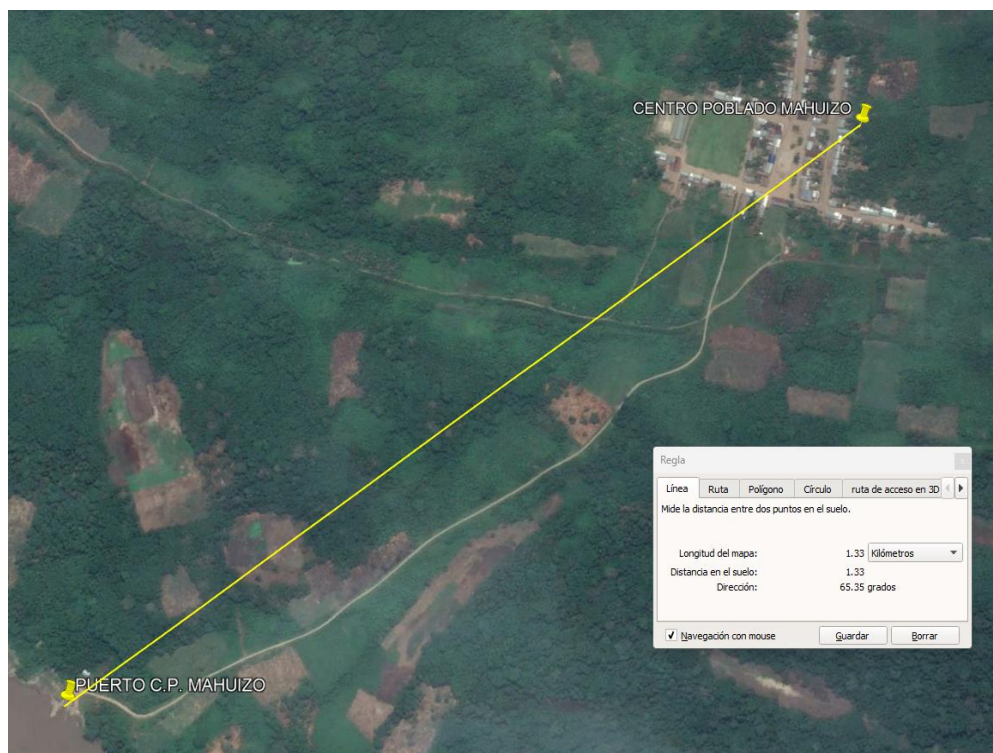 CENTRO POBLADO MAHUIZO
Regla
Línea Ruta Polígono Círculo ruta de acceso en 3D
Mide la distancia entre dos puntos en el suelo.
Longitud del mapa: 1.33 Kilómetros
Distancia en el suelo: 1.33
Dirección: 65.35 grados
Navegación con mouse Guardar Borrar
PUERTO C.P. MAHUIZO